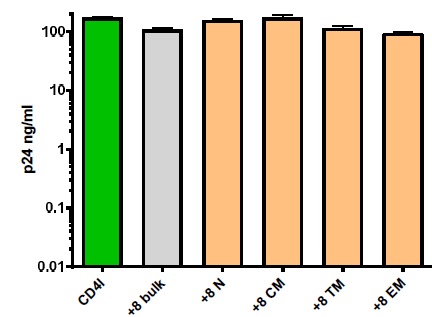 p24 ng/ml
100
10
1
0.1
0.01
CD4I
+8 bulk
+8 N
+8 CM
+8 TM
+8 EM